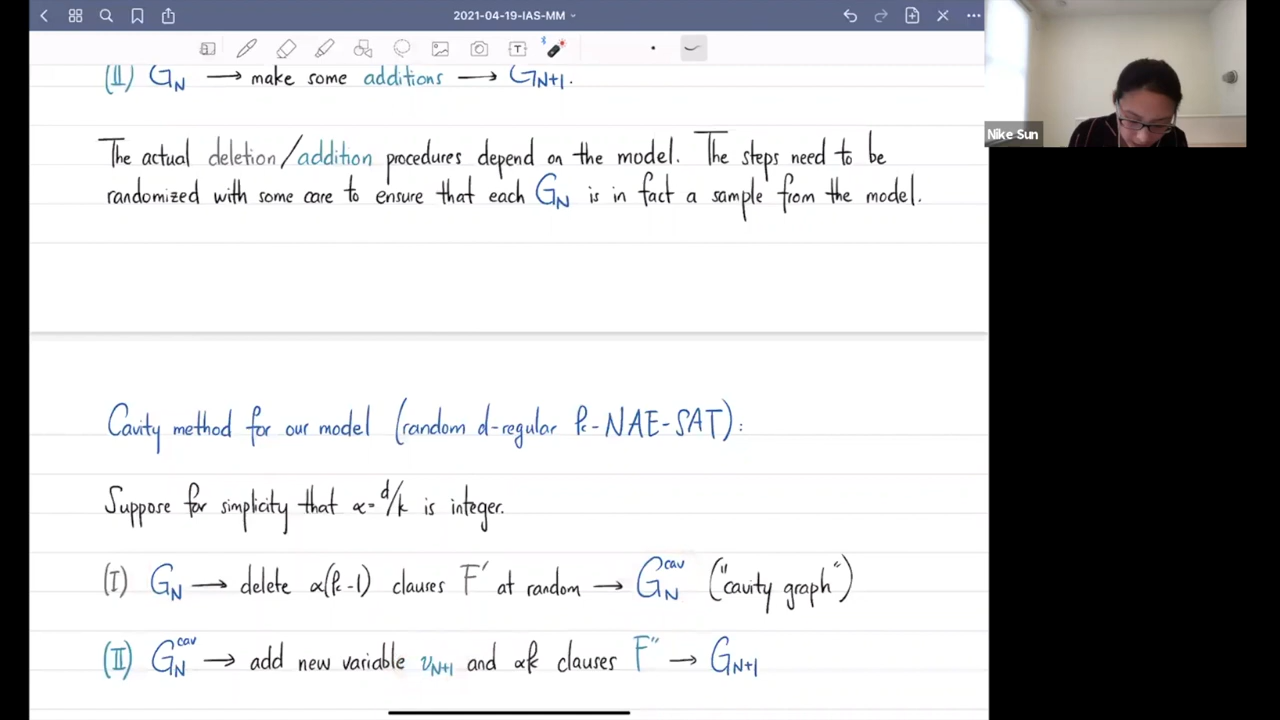 2021-04-19-IAS-MM
(II) G_N → make some additions → G_{N+1}.
Nike Sun
The actual deletion/addition procedures depend on the model. The steps need to be
randomized with some care to ensure that each G_N is in fact a sample from the model.
Cavity method for our model (random d-regular k-NAE-SAT):
Suppose for simplicity that α = d/k is integer.
(I) G_N → delete α(k-1) clauses F' at random → G_N^{cav} ("cavity graph")
(II) G_N^{cav} → add new variable v_{N+1} and αk clauses F'' → G_{N+1}